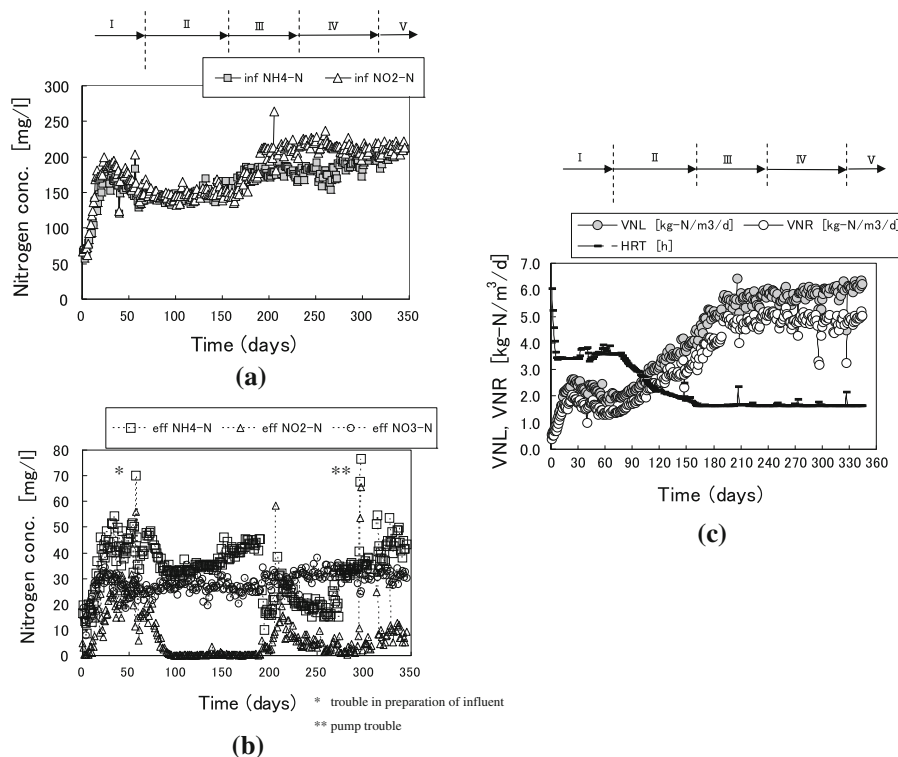 I II III IV V
inf NH4-N inf NO2-N
Nitrogen conc. [mg/l]
300
250
200
150
100
50
0
0 50 100 150 200 250 300 350
Time (days)
(a)
eff NH4-N eff NO2-N eff NO3-N
Nitrogen conc. [mg/l]
80
70
60
50
40
30
20
10
0
* **
0 50 100 150 200 250 300 350
Time (days)
* trouble in preparation of influent
** pump trouble
(b)
I II III IV V
VNL [kg-N/m3/d] VNR [kg-N/m3/d]
HRT [h]
VNL, VNR [kg-N/m³/d]
7.0
6.0
5.0
4.0
3.0
2.0
1.0
0.0
0 30 60 90 120 150 180 210 240 270 300 330 360
Time (days)
(c)